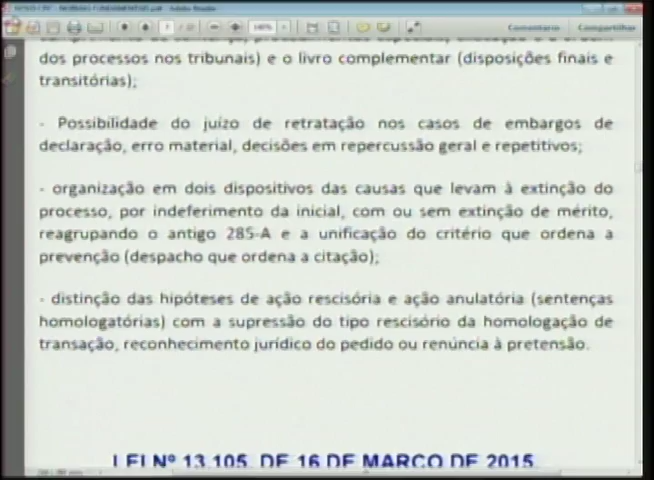 Comentário Compartilhar
dos processos nos tribunais) e o livro complementar (disposições finais e
transitórias);
- Possibilidade do juízo de retratação nos casos de embargos de
declaração, erro material, decisões em repercussão geral e repetitivos;
- organização em dois dispositivos das causas que levam à extinção do
processo, por indeferimento da inicial, com ou sem extinção de mérito,
reagrupando o antigo 285-A e a unificação do critério que ordena a
prevenção (despacho que ordena a citação);
- distinção das hipóteses de ação rescisória e ação anulatória (sentenças
homologatórias) com a supressão do tipo rescisório da homologação de
transação, reconhecimento jurídico do pedido ou renúncia à pretensão.
LEI Nº 13.105, DE 16 DE MARÇO DE 2015.